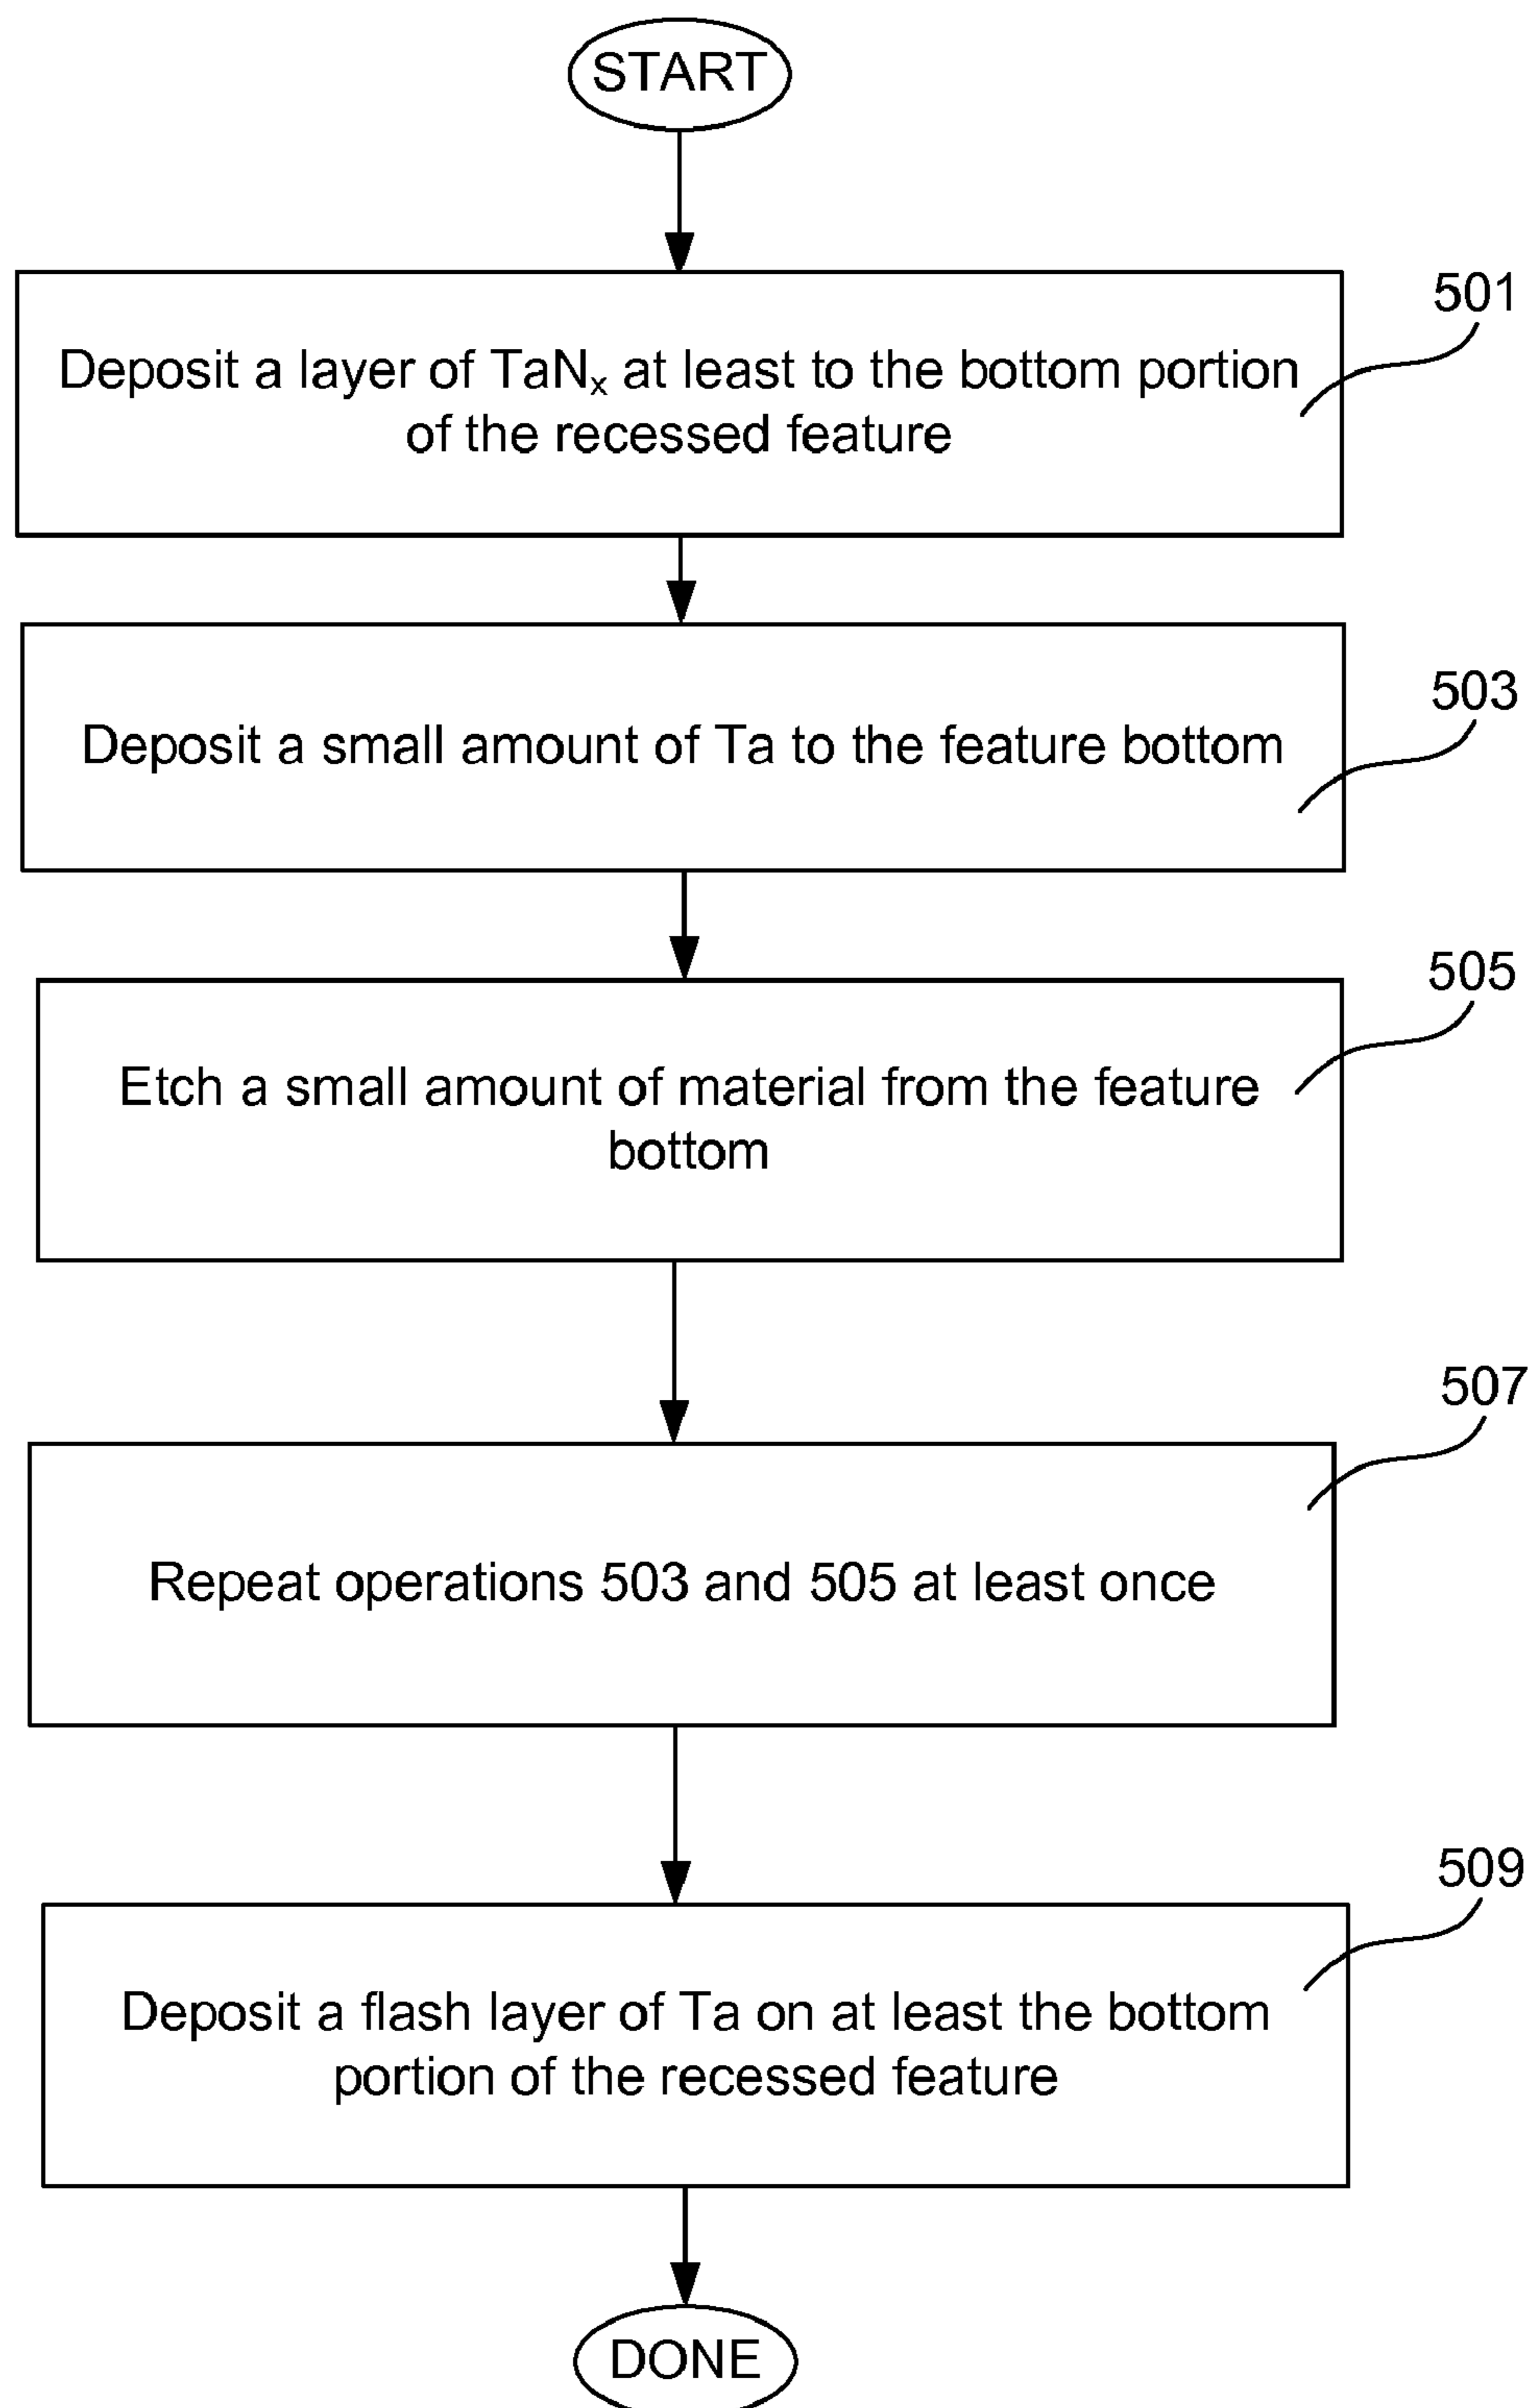 START
501
Deposit a layer of TaNₓ at least to the bottom portion
of the recessed feature
503
Deposit a small amount of Ta to the feature bottom
505
Etch a small amount of material from the feature
bottom
507
Repeat operations 503 and 505 at least once
509
Deposit a flash layer of Ta on at least the bottom
portion of the recessed feature
DONE